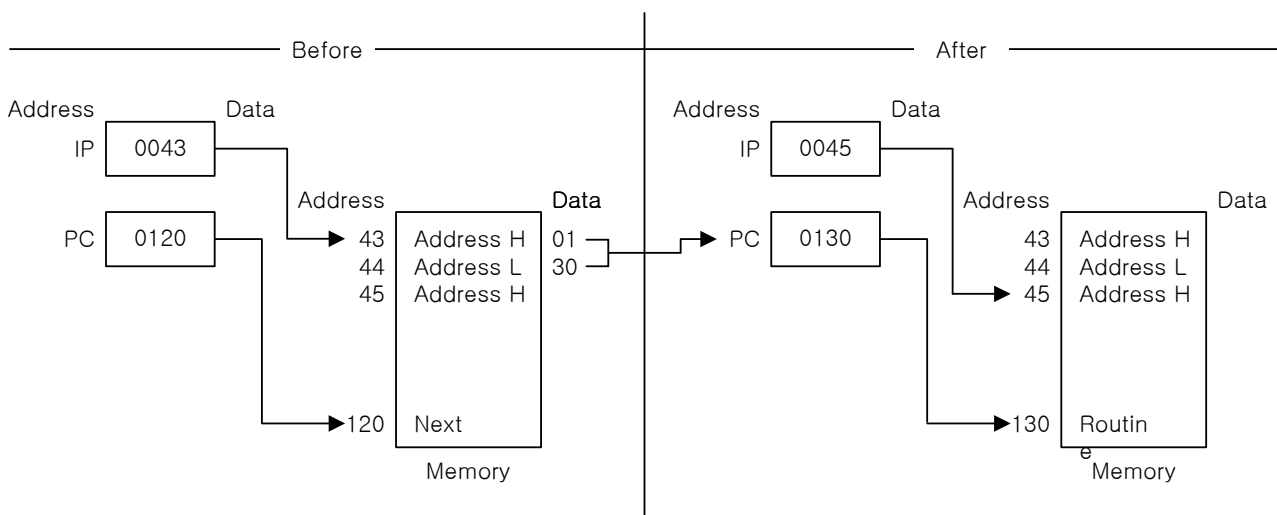 Before
Address Data
IP 0043
Address Data
PC 0120 43 Address H 01
44 Address L 30
45 Address H
120 Next
Memory
After
Address Data
IP 0045
Address Data
PC 0130 43 Address H
44 Address L
45 Address H
130 Routin
e
Memory